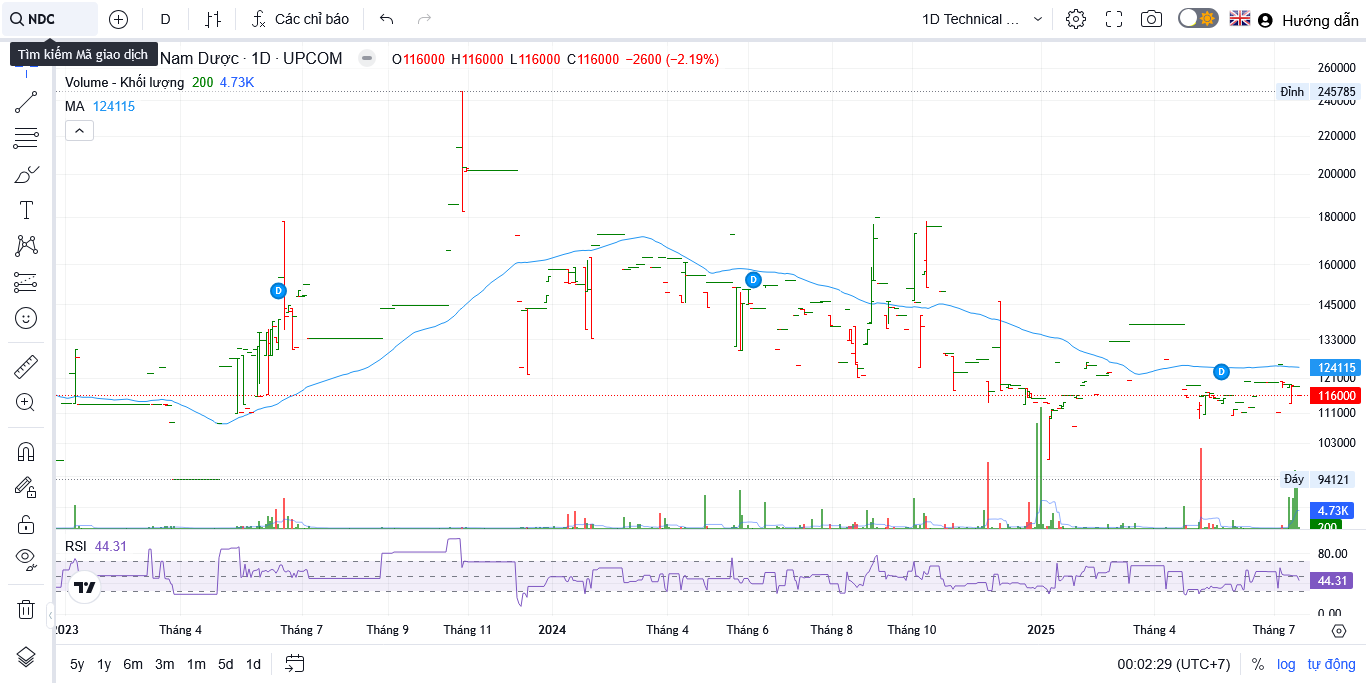 NDC D Các chỉ báo 1D Technical ... Hướng dẫn
Tìm kiếm Mã giao dịch
Nam Dược · 1D · UPCOM O116000 H116000 L116000 C116000 −2600 (−2.19%)
Volume - Khối lượng 200 4.73K
MA 124115
260000
Đỉnh 245785
240000
220000
200000
180000
160000
145000
133000
124115
121000
116000
111000
103000
Đáy 94121
4.73K
200
D
D
D
RSI 44.31
80.00
44.31
0.00
2023 Tháng 4 Tháng 7 Tháng 9 Tháng 11 2024 Tháng 4 Tháng 6 Tháng 8 Tháng 10 2025 Tháng 4 Tháng 7
5y 1y 6m 3m 1m 5d 1d 00:02:29 (UTC+7) % log tự động